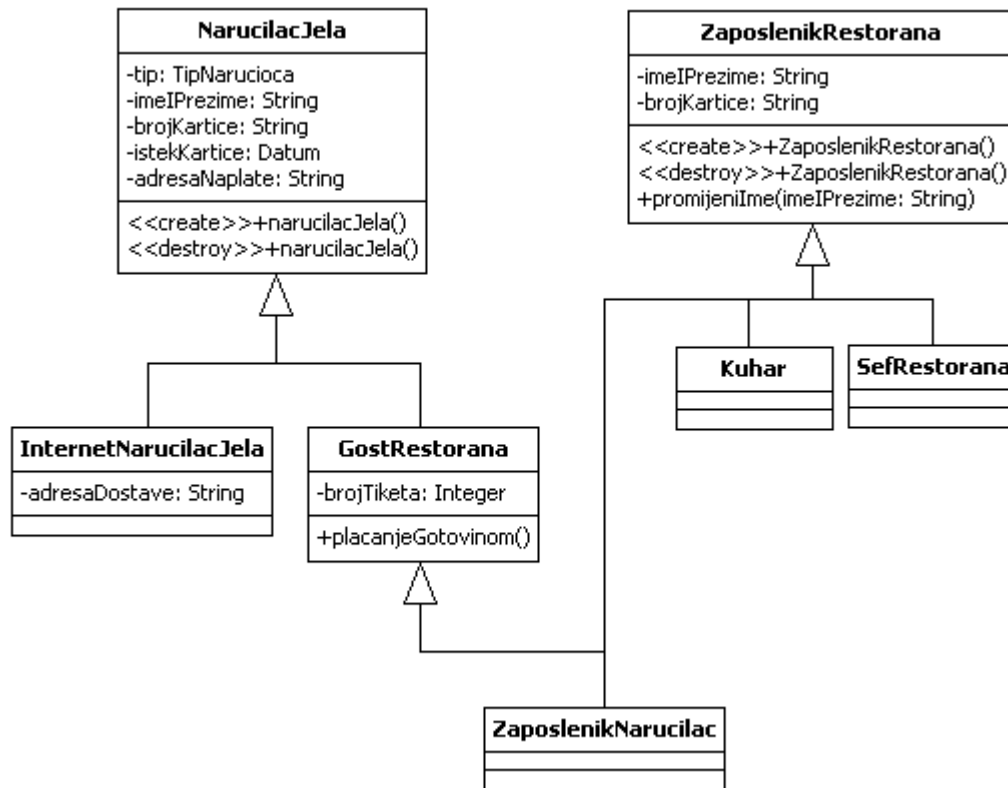 NarucilacJela
-tip: TipNarucioca
-imeIPrezime: String
-brojKartice: String
-istekKartice: Datum
-adresaNaplate: String
<<create>>+narucilacJela()
<<destroy>>+narucilacJela()
ZaposlenikRestorana
-imeIPrezime: String
-brojKartice: String
<<create>>+ZaposlenikRestorana()
<<destroy>>+ZaposlenikRestorana()
+promijeniIme(imeIPrezime: String)
Kuhar
SefRestorana
InternetNarucilacJela
-adresaDostave: String
GostRestorana
-brojTiketa: Integer
+placanjeGotovinom()
ZaposlenikNarucilac